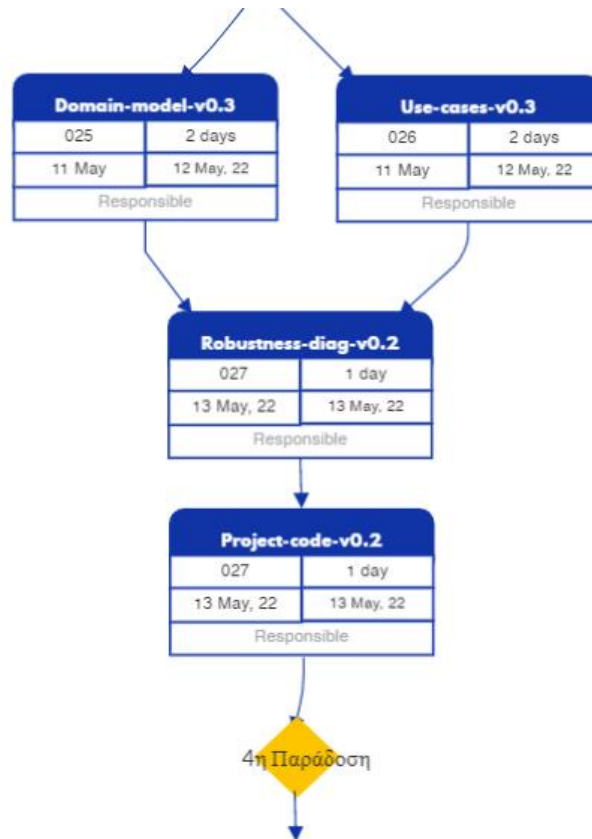 Domain-model-v0.3
025 2 days
11 May 12 May, 22
Responsible
Use-cases-v0.3
026 2 days
11 May 12 May, 22
Responsible
Robustness-diag-v0.2
027 1 day
13 May, 22 13 May, 22
Responsible
Project-code-v0.2
027 1 day
13 May, 22 13 May, 22
Responsible
4η Παράδοση